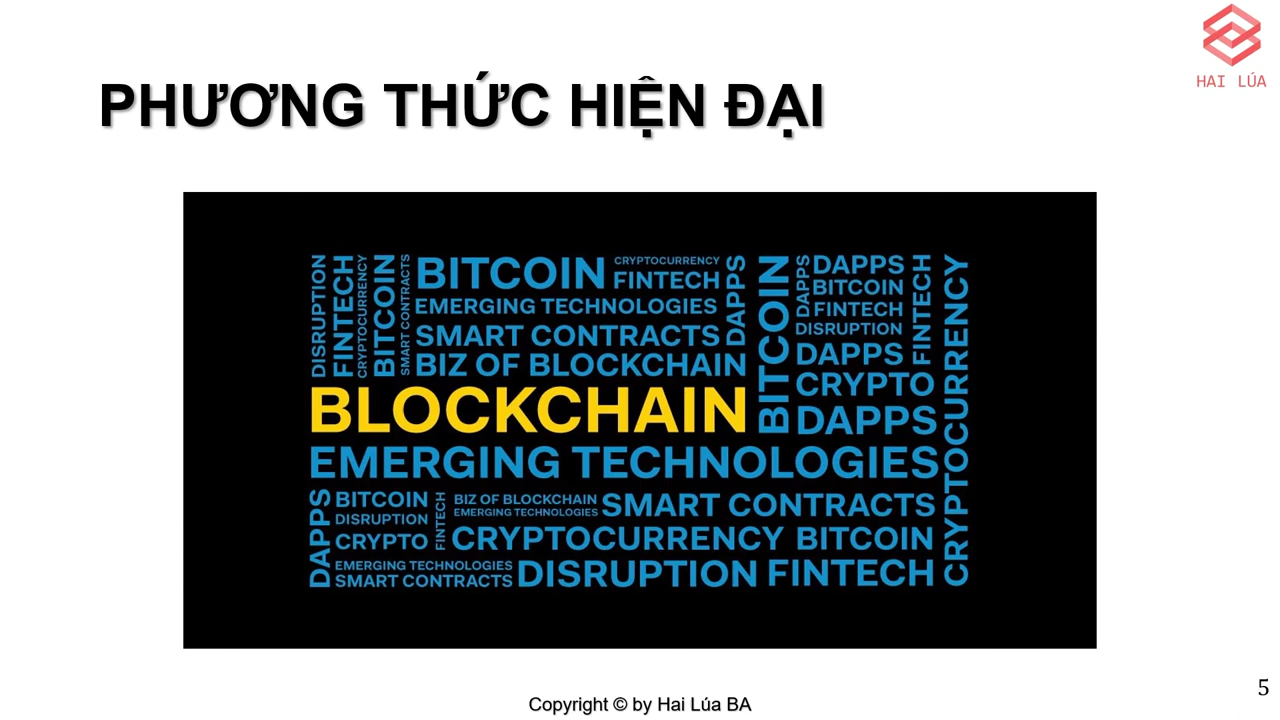 HAI LÚA
PHƯƠNG THỨC HIỆN ĐẠI
DISRUPTION
FINTECH
CRYPTOCURRENCY
BITCOIN
SMART CONTRACTS
BITCOIN
CRYPTOCURRENCY
FINTECH
EMERGING TECHNOLOGIES
SMART CONTRACTS
BIZ OF BLOCKCHAIN
DAPPS
BITCOIN
DAPPS
DAPPS
BITCOIN
FINTECH
DISRUPTION
FINTECH
DAPPS
CRYPTO
DAPPS
CRYPTOCURRENCY
BLOCKCHAIN
EMERGING TECHNOLOGIES
DAPPS
BITCOIN
DISRUPTION
CRYPTO
FINTECH
BIZ OF BLOCKCHAIN
EMERGING TECHNOLOGIES
SMART CONTRACTS
CRYPTOCURRENCY BITCOIN
EMERGING TECHNOLOGIES
SMART CONTRACTS
DISRUPTION FINTECH
Copyright © by Hai Lúa BA
5